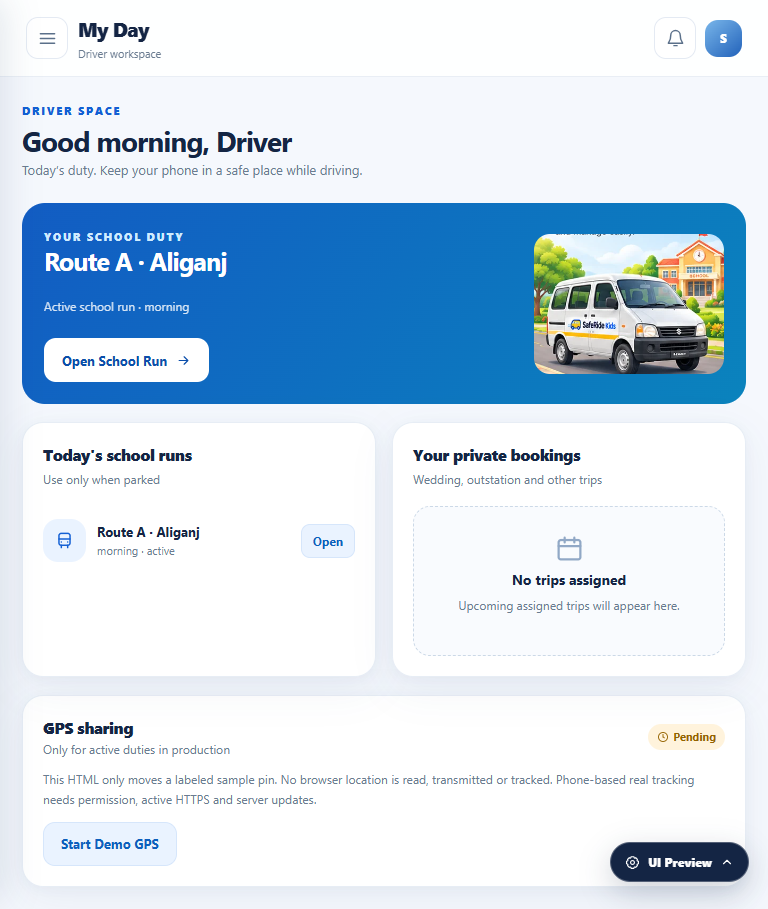 My Day
Driver workspace
S
DRIVER SPACE
Good morning, Driver
Today's duty. Keep your phone in a safe place while driving.
YOUR SCHOOL DUTY
Route A · Aliganj
Active school run · morning
Open School Run →
SCHOOL
SafeRide Kids
Today's school runs
Use only when parked
Route A · Aliganj
morning · active
Open
Your private bookings
Wedding, outstation and other trips
No trips assigned
Upcoming assigned trips will appear here.
GPS sharing
Only for active duties in production
Pending
This HTML only moves a labeled sample pin. No browser location is read, transmitted or tracked. Phone-based real tracking
needs permission, active HTTPS and server updates.
Start Demo GPS
UI Preview